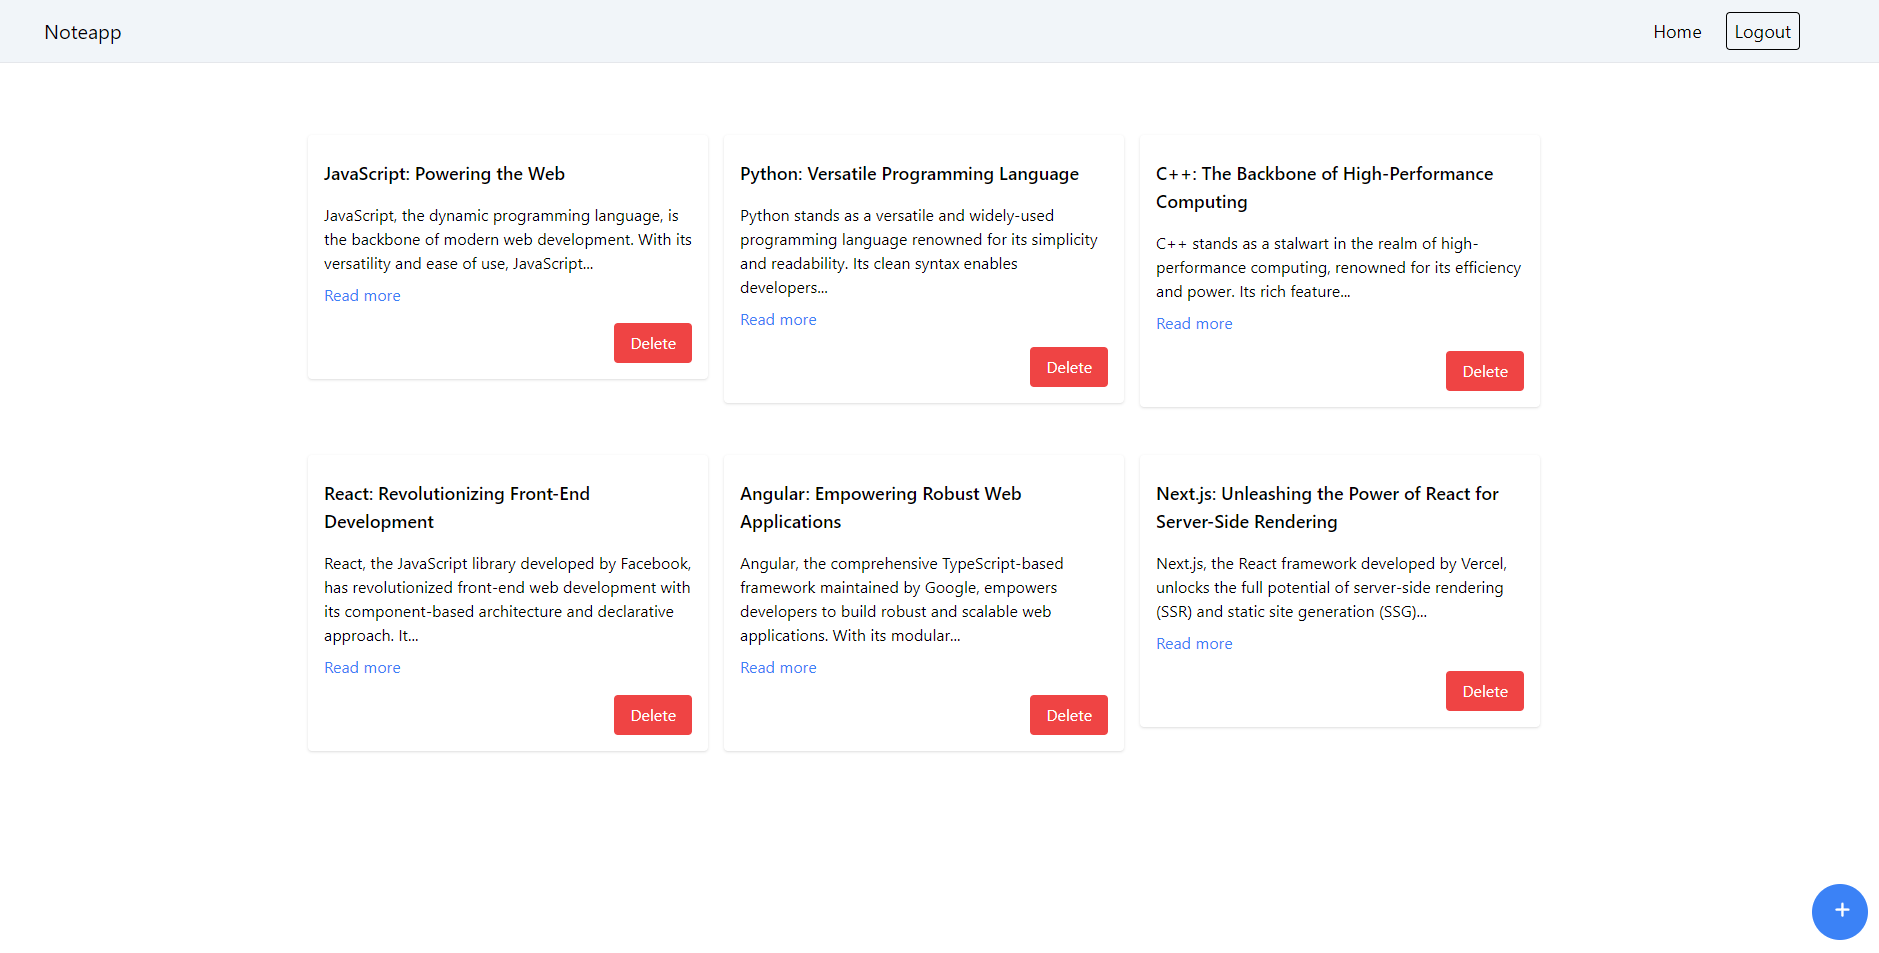 Noteapp
Home
Logout
JavaScript: Powering the Web
JavaScript, the dynamic programming language, is
the backbone of modern web development. With its
versatility and ease of use, JavaScript...
Read more
Delete
Python: Versatile Programming Language
Python stands as a versatile and widely-used
programming language renowned for its simplicity
and readability. Its clean syntax enables
developers...
Read more
Delete
C++: The Backbone of High-Performance
Computing
C++ stands as a stalwart in the realm of high-
performance computing, renowned for its efficiency
and power. Its rich feature...
Read more
Delete
React: Revolutionizing Front-End
Development
React, the JavaScript library developed by Facebook,
has revolutionized front-end web development with
its component-based architecture and declarative
approach. It...
Read more
Delete
Angular: Empowering Robust Web
Applications
Angular, the comprehensive TypeScript-based
framework maintained by Google, empowers
developers to build robust and scalable web
applications. With its modular...
Read more
Delete
Next.js: Unleashing the Power of React for
Server-Side Rendering
Next.js, the React framework developed by Vercel,
unlocks the full potential of server-side rendering
(SSR) and static site generation (SSG)...
Read more
Delete
+